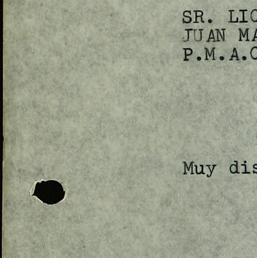 SR. LIC
JUAN MA
P.M.A.C
Muy dis